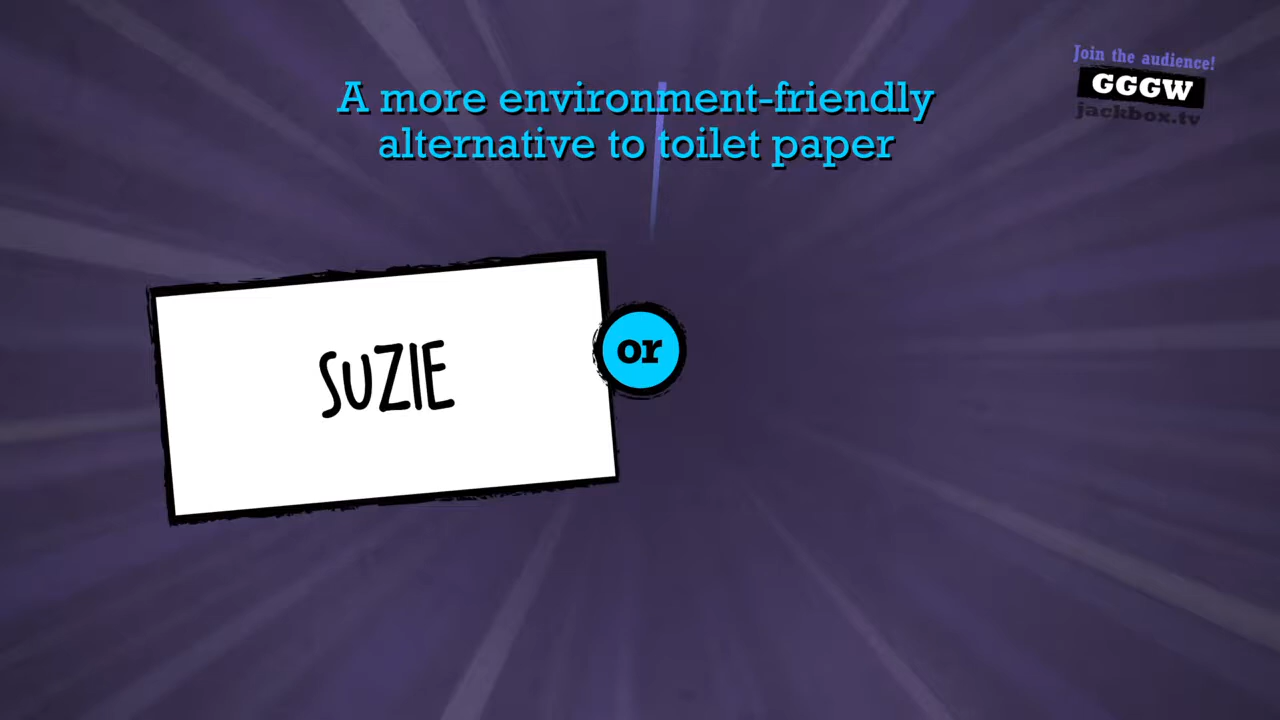 Join the audience!
GGGW
jackbox.tv
A more environment-friendly
alternative to toilet paper
SUZIE
or